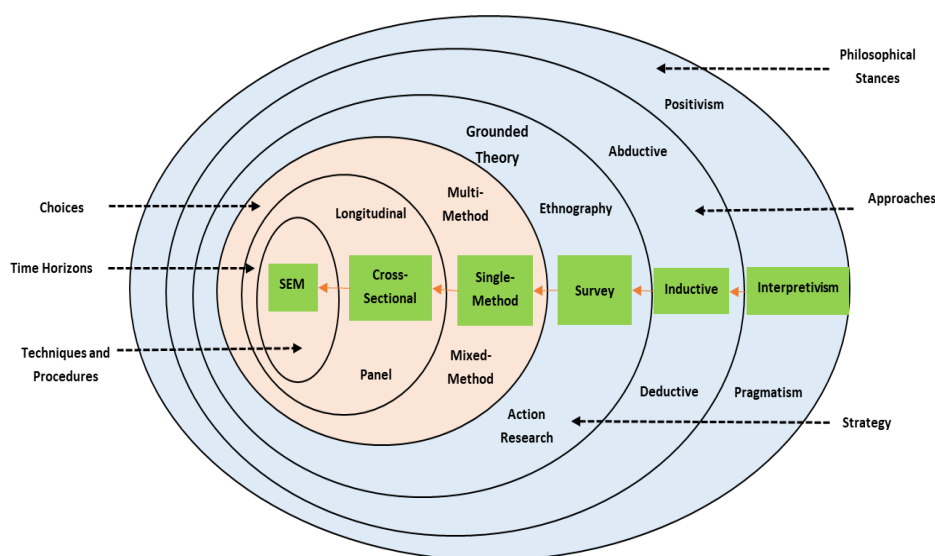 Philosophical
Stances
Positivism
Grounded
Theory
Abductive
Multi-
Method
Choices
Longitudinal
Ethnography
Approaches
Time Horizons
SEM
Cross-
Sectional
Single-
Method
Survey
Inductive
Interpretivism
Techniques and
Procedures
Panel
Mixed-
Method
Deductive
Pragmatism
Action
Research
Strategy